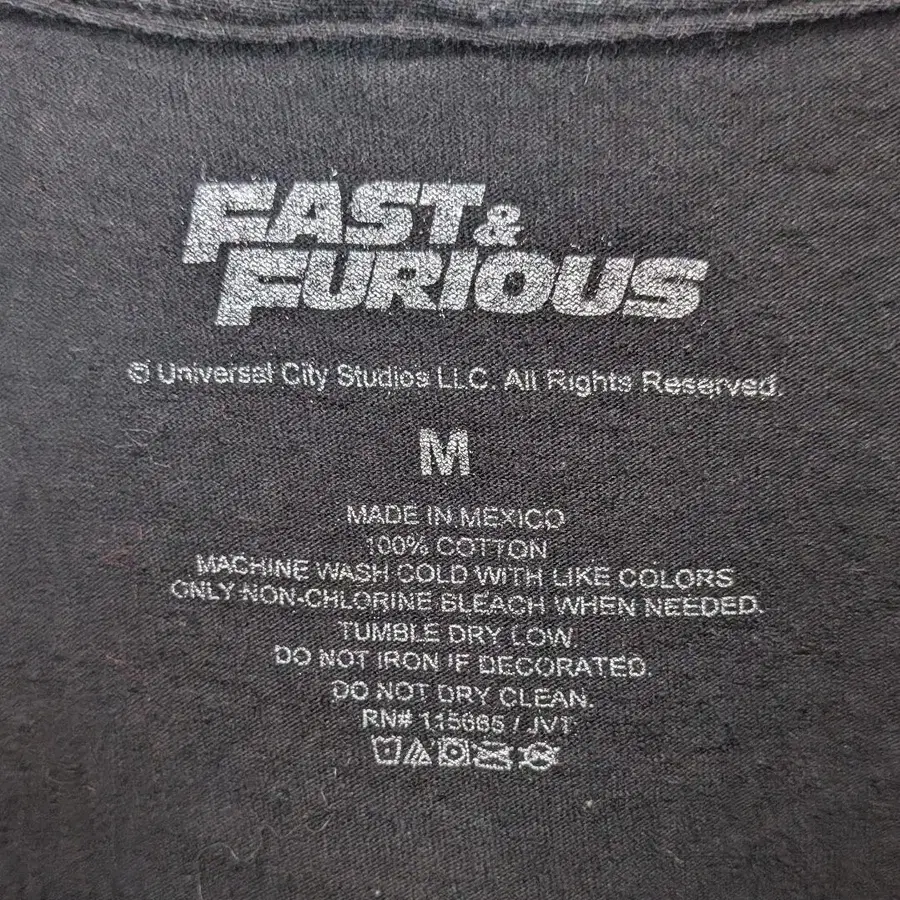 FAST &
FURIOUS
© Universal City Studios LLC. All Rights Reserved.
M
MADE IN MEXICO
100% COTTON
MACHINE WASH COLD WITH LIKE COLORS
ONLY NON-CHLORINE BLEACH WHEN NEEDED.
TUMBLE DRY LOW.
DO NOT IRON IF DECORATED.
DO NOT DRY CLEAN.
RN# / JVT